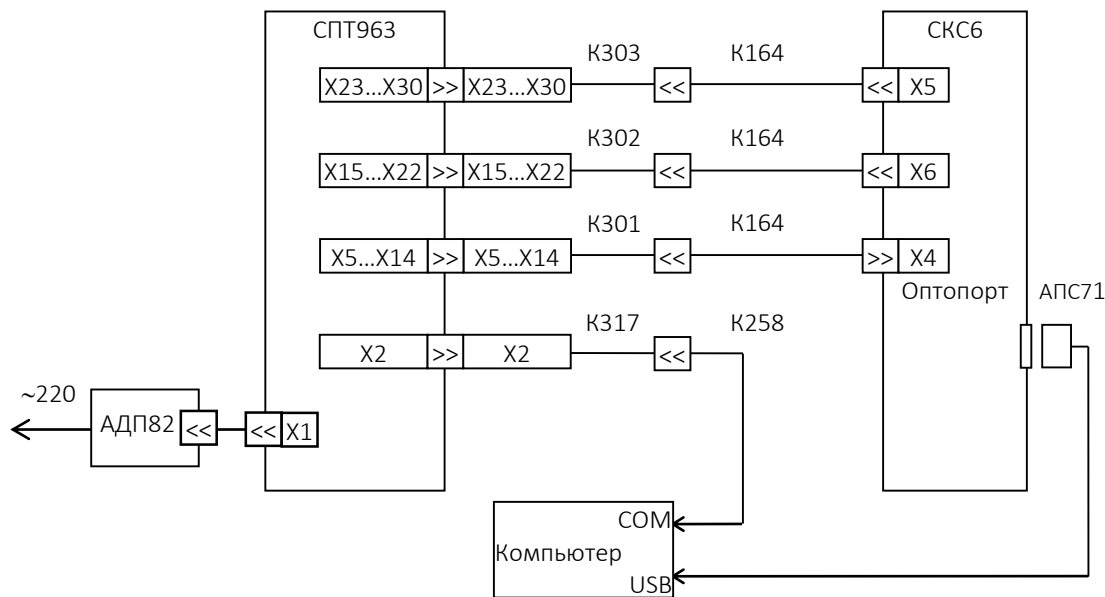 СПТ963
СКС6
К303
К164
X23...X30 >> X23...X30
<<
<< X5
К302
К164
X15...X22 >> X15...X22
<<
<< X6
К301
К164
X5...X14 >> X5...X14
<<
>> X4
Оптопорт
АПС71
К317
К258
X2 >> X2
<<
~220
АДП82 <<
<< X1
COM
Компьютер
USB